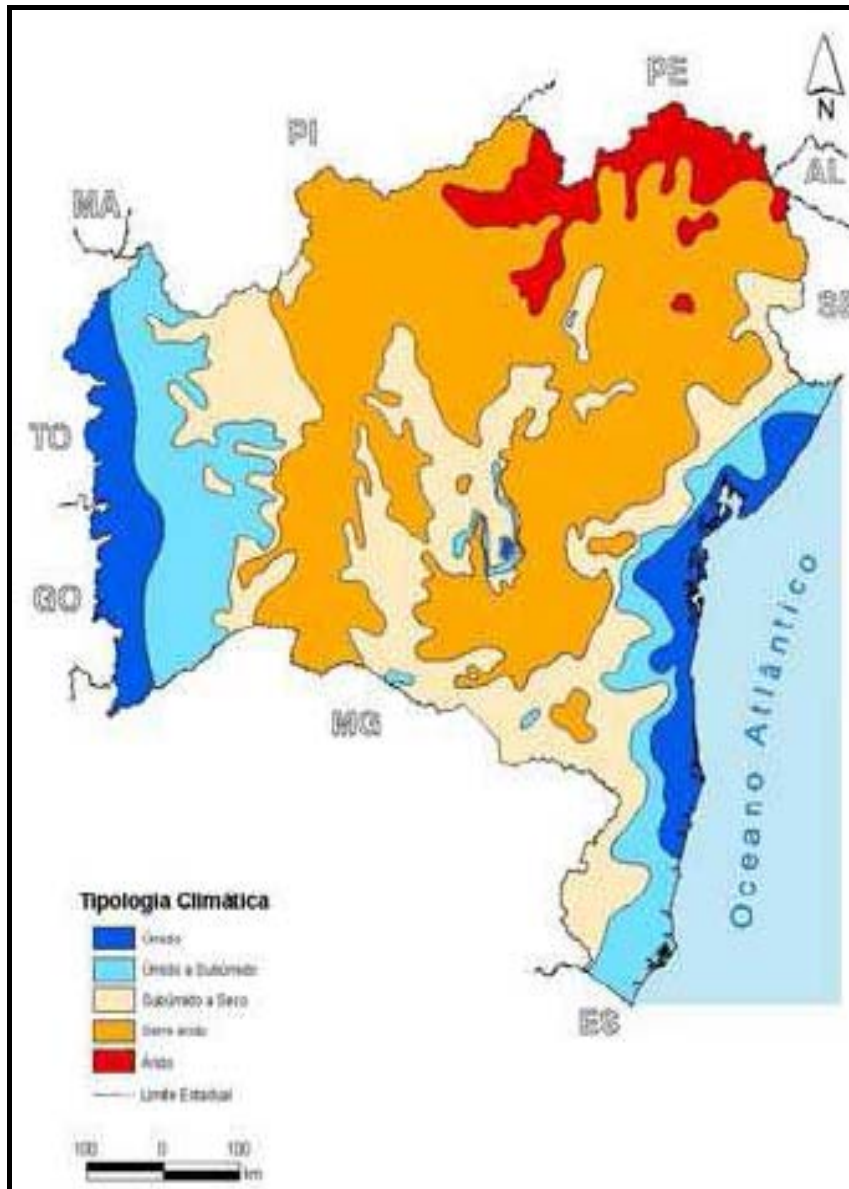 PE
N
PI
AL
MA
SE
TO
GO
Oceano Atlântico
MG
Tipologia Climática
Úmido
Úmido a Subúmido
Subúmido a Seco
Semi-árido
Árido
Limite Estadual
ES
100 0 100
km